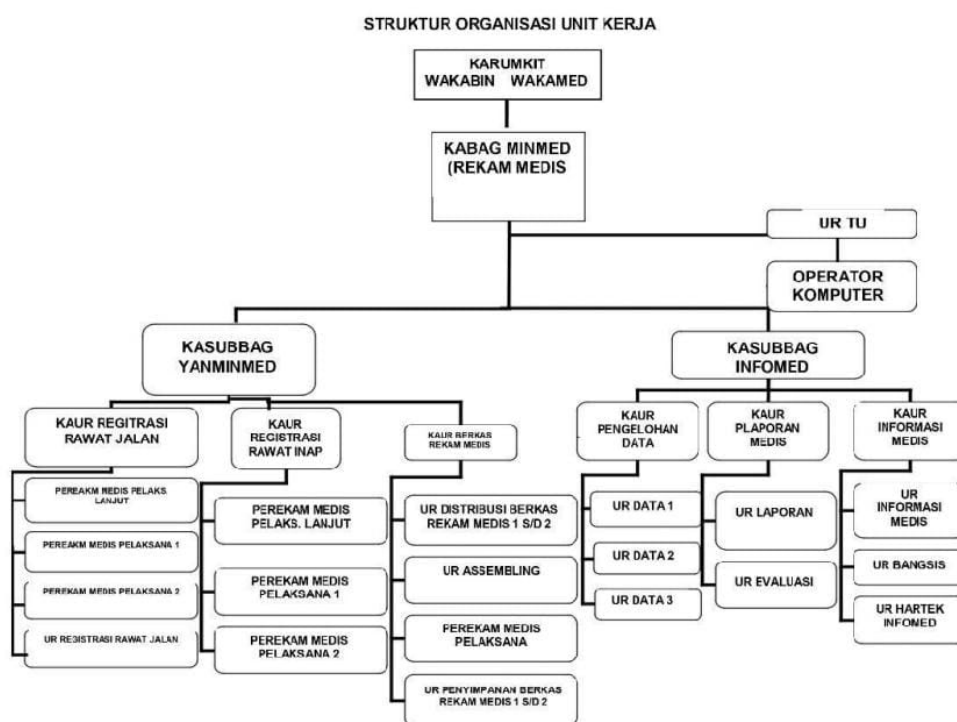 STRUKTUR ORGANISASI UNIT KERJA
KARUMKIT
WAKABIN WAKAMED
KABAG MINMED
(REKAM MEDIS
UR TU
OPERATOR
KOMPUTER
KASUBBAG
YANMINMED
KASUBBAG
INFOMED
KAUR REGITRASI
RAWAT JALAN
KAUR
REGISTRASI
RAWAT INAP
KAUR BERKAS
REKAM MEDIS
KAUR
PENGELOHAN
DATA
KAUR
PLAPORAN
MEDIS
KAUR
INFORMASI
MEDIS
PEREAKM MEDIS PELAKS.
LANJUT
PEREAKM MEDIS PELAKSANA 1
PEREKAM MEDIS PELAKSANA 2
UR REGISTRASI RAWAT JALAN
PEREKAM MEDIS
PELAKS. LANJUT
PEREKAM MEDIS
PELAKSANA 1
PEREKAM MEDIS
PELAKSANA 2
UR DISTRIBUSI BERKAS
REKAM MEDIS 1 S/D 2
UR ASSEMBLING
PEREKAM MEDIS
PELAKSANA
UR PENYIMPANAN BERKAS
REKAM MEDIS 1 S/D 2
UR DATA 1
UR DATA 2
UR DATA 3
UR LAPORAN
UR EVALUASI
UR
INFORMASI
MEDIS
UR BANGSIS
UR HARTEK
INFOMED